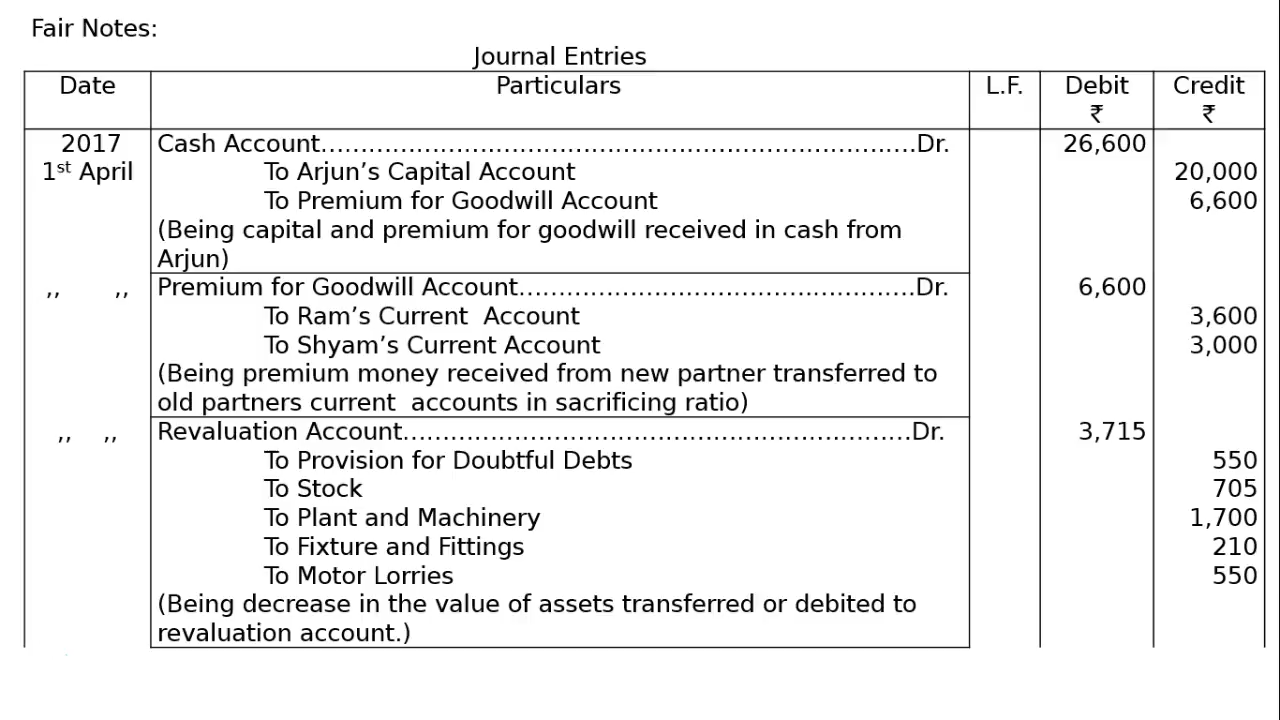 Fair Notes:
Journal Entries
Date Particulars L.F. Debit Credit
₹ ₹
2017 Cash Account..........................................................................Dr. 26,600
1st April To Arjun’s Capital Account 20,000
To Premium for Goodwill Account 6,600
(Being capital and premium for goodwill received in cash from
Arjun)
,, ,, Premium for Goodwill Account.................................................Dr. 6,600
To Ram’s Current Account 3,600
To Shyam’s Current Account 3,000
(Being premium money received from new partner transferred to
old partners current accounts in sacrificing ratio)
,, ,, Revaluation Account...............................................................Dr. 3,715
To Provision for Doubtful Debts 550
To Stock 705
To Plant and Machinery 1,700
To Fixture and Fittings 210
To Motor Lorries 550
(Being decrease in the value of assets transferred or debited to
revaluation account.)